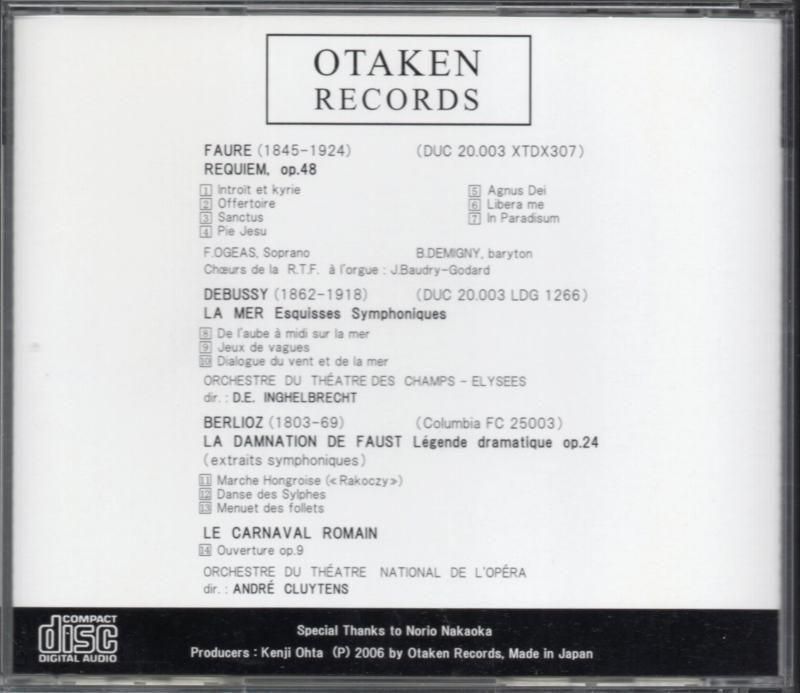 OTAKEN
RECORDS
FAURE (1845-1924) (DUC 20.003 XTDX307)
REQUIEM, op.48
1 Introït et kyrie
2 Offertoire
3 Sanctus
4 Pie Jesu
5 Agnus Dei
6 Libera me
7 In Paradisum
F.OGEAS, Soprano B.DEMIGNY, baryton
Chœurs de la R.T.F. à l'orgue : J.Baudry-Godard
DEBUSSY (1862-1918) (DUC 20.003 LDG 1266)
LA MER Esquisses Symphoniques
8 De l'aube à midi sur la mer
9 Jeux de vagues
10 Dialogue du vent et de la mer
ORCHESTRE DU THÉATRE DES CHAMPS - ELYSEES
dir. : D.E. INGHELBRECHT
BERLIOZ (1803-69) (Columbia FC 25003)
LA DAMNATION DE FAUST Légende dramatique op.24
(extraits symphoniques)
11 Marche Hongroise («Rakoczy»)
12 Danse des Sylphes
13 Menuet des follets
LE CARNAVAL ROMAIN
14 Ouverture op.9
ORCHESTRE DU THÉATRE NATIONAL DE L'OPÉRA
dir. : ANDRÉ CLUYTENS
COMPACT
disc
DIGITAL AUDIO
Special Thanks to Norio Nakaoka
Producers : Kenji Ohta (P) 2006 by Otaken Records, Made in Japan